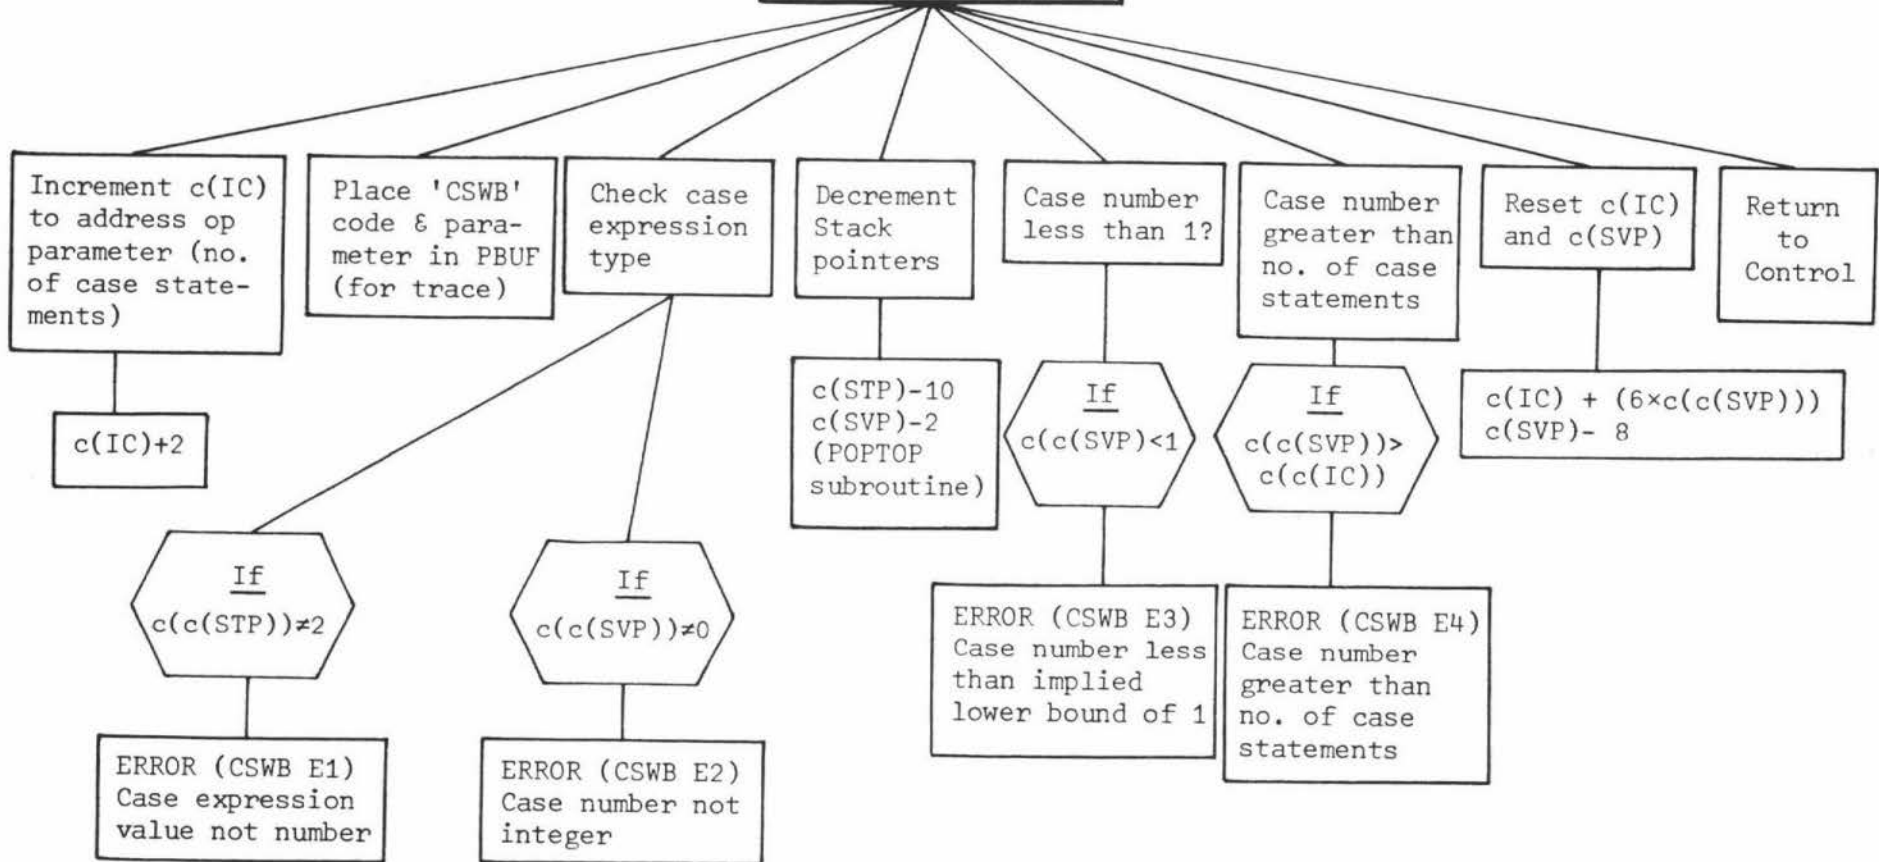 Increment c(IC)
to address op
parameter (no.
of case state-
ments)
c(IC)+2
Place 'CSWB'
code & para-
meter in PBUF
(for trace)
Check case
expression
type
If
c(c(STP))≠2
ERROR (CSWB E1)
Case expression
value not number
If
c(c(SVP))≠0
ERROR (CSWB E2)
Case number not
integer
Decrement
Stack
pointers
c(STP)-10
c(SVP)-2
(POPTOP
subroutine)
Case number
less than 1?
If
c(c(SVP)<1
ERROR (CSWB E3)
Case number less
than implied
lower bound of 1
Case number
greater than
no. of case
statements
If
c(c(SVP))>
c(c(IC))
ERROR (CSWB E4)
Case number
greater than
no. of case
statements
Reset c(IC)
and c(SVP)
c(IC) + (6×c(c(SVP)))
c(SVP)- 8
Return
to
Control